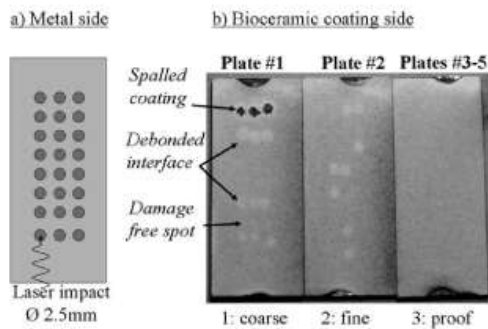 a) Metal side
Laser impact
Ø 2.5mm
b) Bioceramic coating side
Plate #1 Plate #2 Plates #3-5
Spalled
coating
Debonded
interface
Damage
free spot
1: coarse 2: fine 3: proof